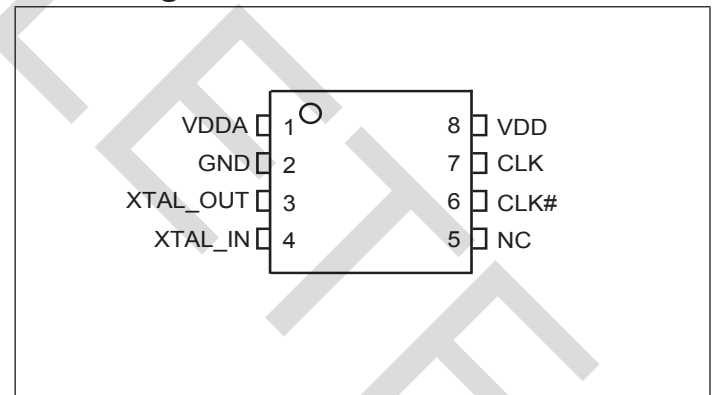 VDDA 1 8 VDD
GND 2 7 CLK
XTAL_OUT 3 6 CLK#
XTAL_IN 4 5 NC